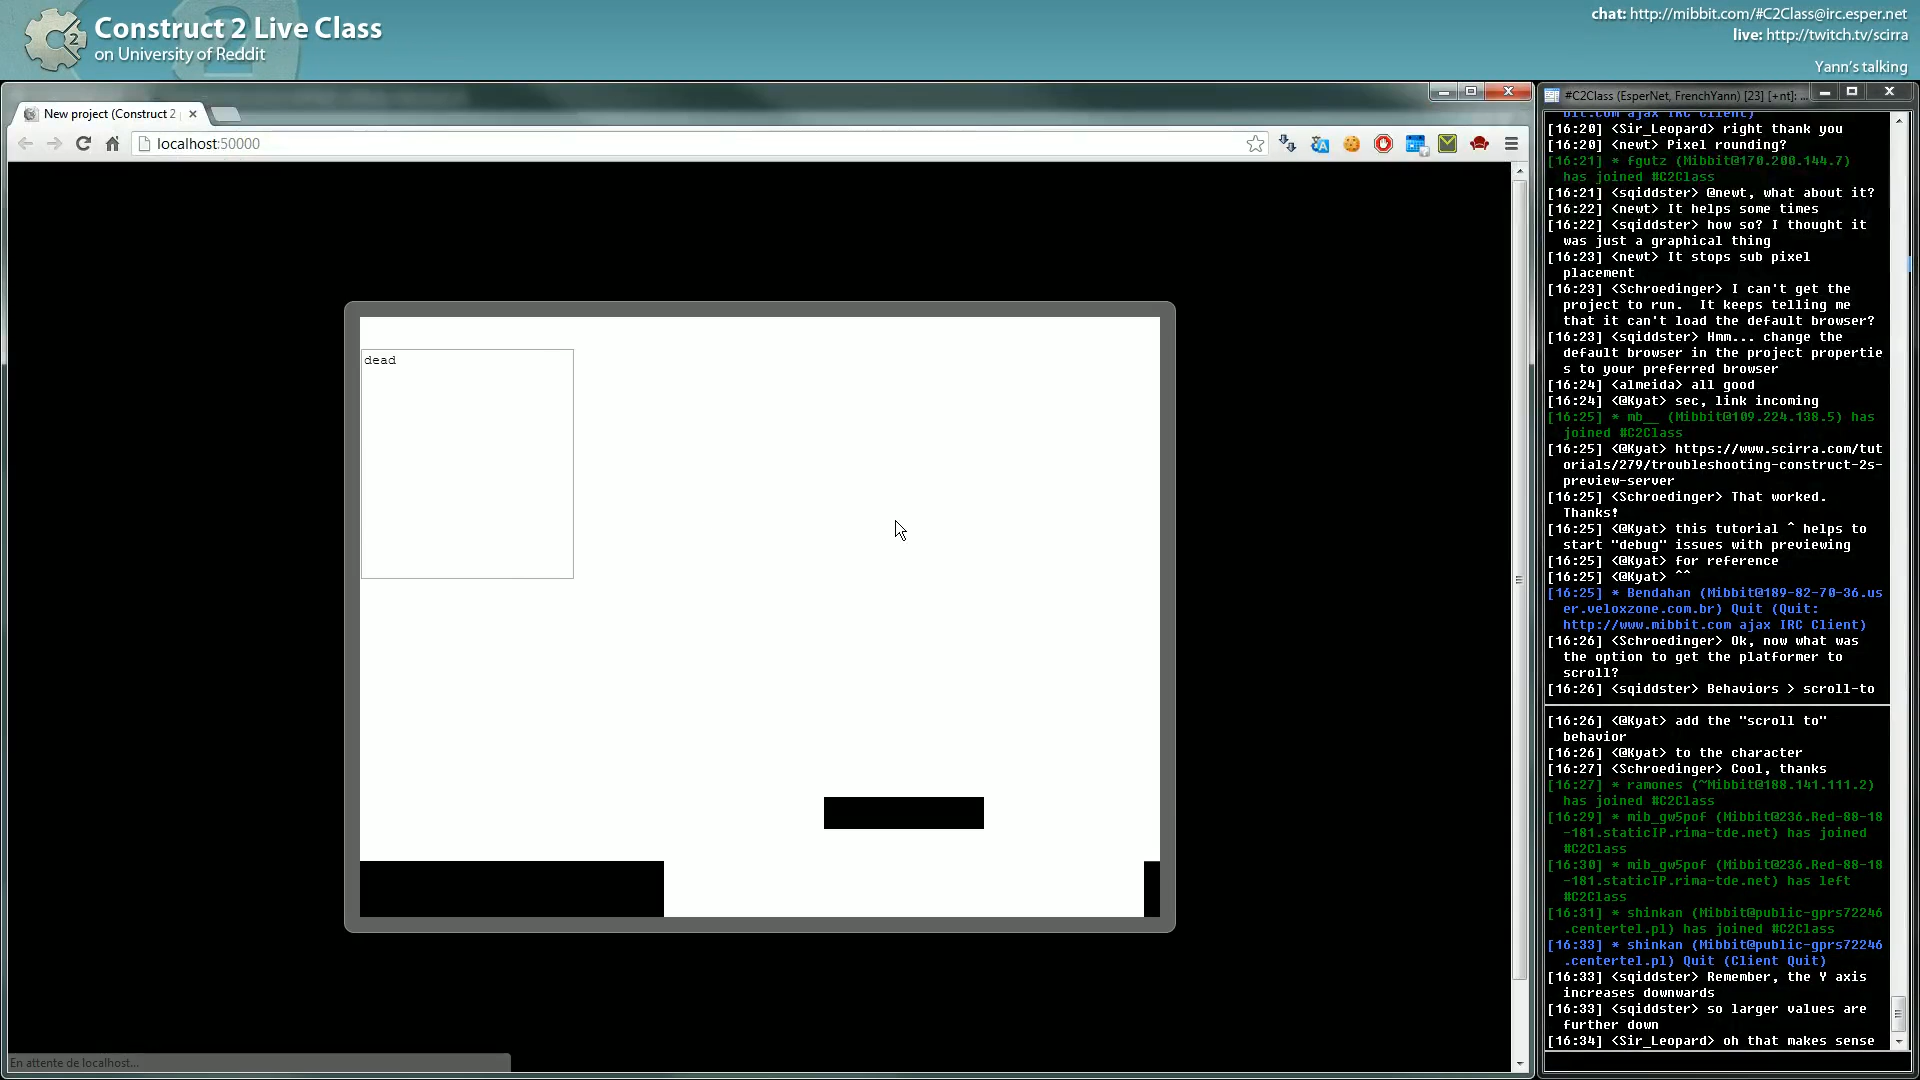 Construct 2 Live Class
on University of Reddit
chat: http://mibbit.com/#C2Class@irc.esper.net
live: http://twitch.tv/scirra
Yann's talking
New project (Construct 2
localhost:50000
dead
En attente de localhost...
#C2Class (EsperNet, FrenchYann) [23] [+nt]: ...
bit.com ajax IRC Client)
[16:20] <Sir_Leopard> right thank you
[16:20] <newt> Pixel rounding?
[16:21] * fgutz (Mibbit@170.200.144.7)
has joined #C2Class
[16:21] <sqiddster> @newt, what about it?
[16:22] <newt> It helps some times
[16:22] <sqiddster> how so? I thought it
was just a graphical thing
[16:23] <newt> It stops sub pixel
placement
[16:23] <Schroedinger> I can't get the
project to run.  It keeps telling me
that it can't load the default browser?
[16:23] <sqiddster> Hmm... change the
default browser in the project propertie
s to your preferred browser
[16:24] <almeida> all good
[16:24] <@Kyat> sec, link incoming
[16:25] * mb__ (Mibbit@109.224.138.5) has
joined #C2Class
[16:25] <@Kyat> https://www.scirra.com/tut
orials/279/troubleshooting-construct-2s-
preview-server
[16:25] <Schroedinger> That worked.
Thanks!
[16:25] <@Kyat> this tutorial ^ helps to
start "debug" issues with previewing
[16:25] <@Kyat> for reference
[16:25] <@Kyat> ^^
[16:25] * Bendahan (Mibbit@189-82-70-36.us
er.veloxzone.com.br) Quit (Quit:
http://www.mibbit.com ajax IRC Client)
[16:26] <Schroedinger> Ok, now what was
the option to get the platformer to
scroll?
[16:26] <sqiddster> Behaviors > scroll-to
[16:26] <@Kyat> add the "scroll to"
behavior
[16:26] <@Kyat> to the character
[16:27] <Schroedinger> Cool, thanks
[16:27] * ramones (~Mibbit@188.141.111.2)
has joined #C2Class
[16:29] * mib_gw5pof (Mibbit@236.Red-88-18
-181.staticIP.rima-tde.net) has joined
#C2Class
[16:30] * mib_gw5pof (Mibbit@236.Red-88-18
-181.staticIP.rima-tde.net) has left
#C2Class
[16:31] * shinkan (Mibbit@public-gprs72246
.centertel.pl) has joined #C2Class
[16:33] * shinkan (Mibbit@public-gprs72246
.centertel.pl) Quit (Client Quit)
[16:33] <sqiddster> Remember, the Y axis
increases downwards
[16:33] <sqiddster> so larger values are
further down
[16:34] <Sir_Leopard> oh that makes sense